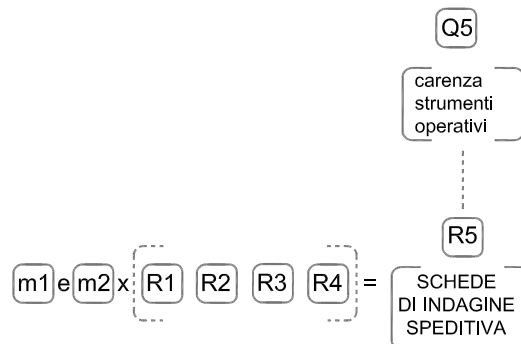 Q5
carenza
strumenti
operativi
R5
m1 e m2 x R1 R2 R3 R4 =
SCHEDE
DI INDAGINE
SPEDITIVA